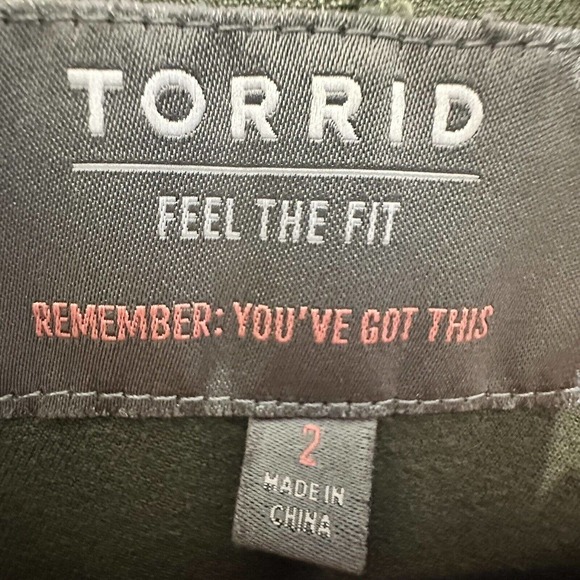 TORRID
FEEL THE FIT
REMEMBER: YOU'VE GOT THIS
2
MADE IN
CHINA